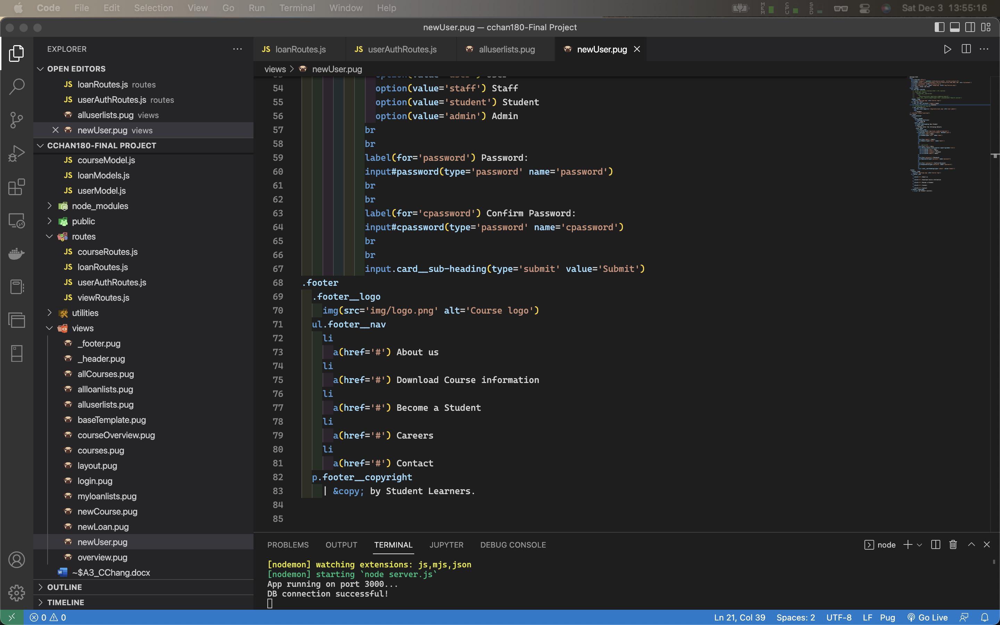 Code File Edit Selection View Go Run Terminal Window Help
MEM CPU SSD Sat Dec 3 13:55:16
newUser.pug — cchan180-Final Project
EXPLORER
OPEN EDITORS
JS loanRoutes.js routes
JS userAuthRoutes.js routes
alluserlists.pug views
newUser.pug views
CCHAN180-FINAL PROJECT
JS courseModel.js
JS loanModels.js
JS userModel.js
node_modules
public
routes
JS courseRoutes.js
JS loanRoutes.js
JS userAuthRoutes.js
JS viewRoutes.js
utilities
views
_footer.pug
_header.pug
allCourses.pug
allloanlists.pug
alluserlists.pug
baseTemplate.pug
courseOverview.pug
courses.pug
layout.pug
login.pug
myloanlists.pug
newCourse.pug
newLoan.pug
newUser.pug
overview.pug
~$A3_CChang.docx
OUTLINE
TIMELINE
JS loanRoutes.js JS userAuthRoutes.js alluserlists.pug newUser.pug
views > newUser.pug
54 option(value='staff') Staff
55 option(value='student') Student
56 option(value='admin') Admin
57 br
58 br
59 label(for='password') Password:
60 input#password(type='password' name='password')
61 br
62 br
63 label(for='cpassword') Confirm Password:
64 input#cpassword(type='password' name='cpassword')
65 br
66 br
67 input.card__sub-heading(type='submit' value='Submit')
68 .footer
69 .footer__logo
70 img(src='img/logo.png' alt='Course logo')
71 ul.footer__nav
72 li
73 a(href='#') About us
74 li
75 a(href='#') Download Course information
76 li
77 a(href='#') Become a Student
78 li
79 a(href='#') Careers
80 li
81 a(href='#') Contact
82 p.footer__copyright
83 | &copy; by Student Learners.
84
85
PROBLEMS OUTPUT TERMINAL JUPYTER DEBUG CONSOLE
node
[nodemon] watching extensions: js,mjs,json
[nodemon] starting `node server.js`
App running on port 3000...
DB connection successful!
0 0
Ln 21, Col 39 Spaces: 2 UTF-8 LF Pug Go Live